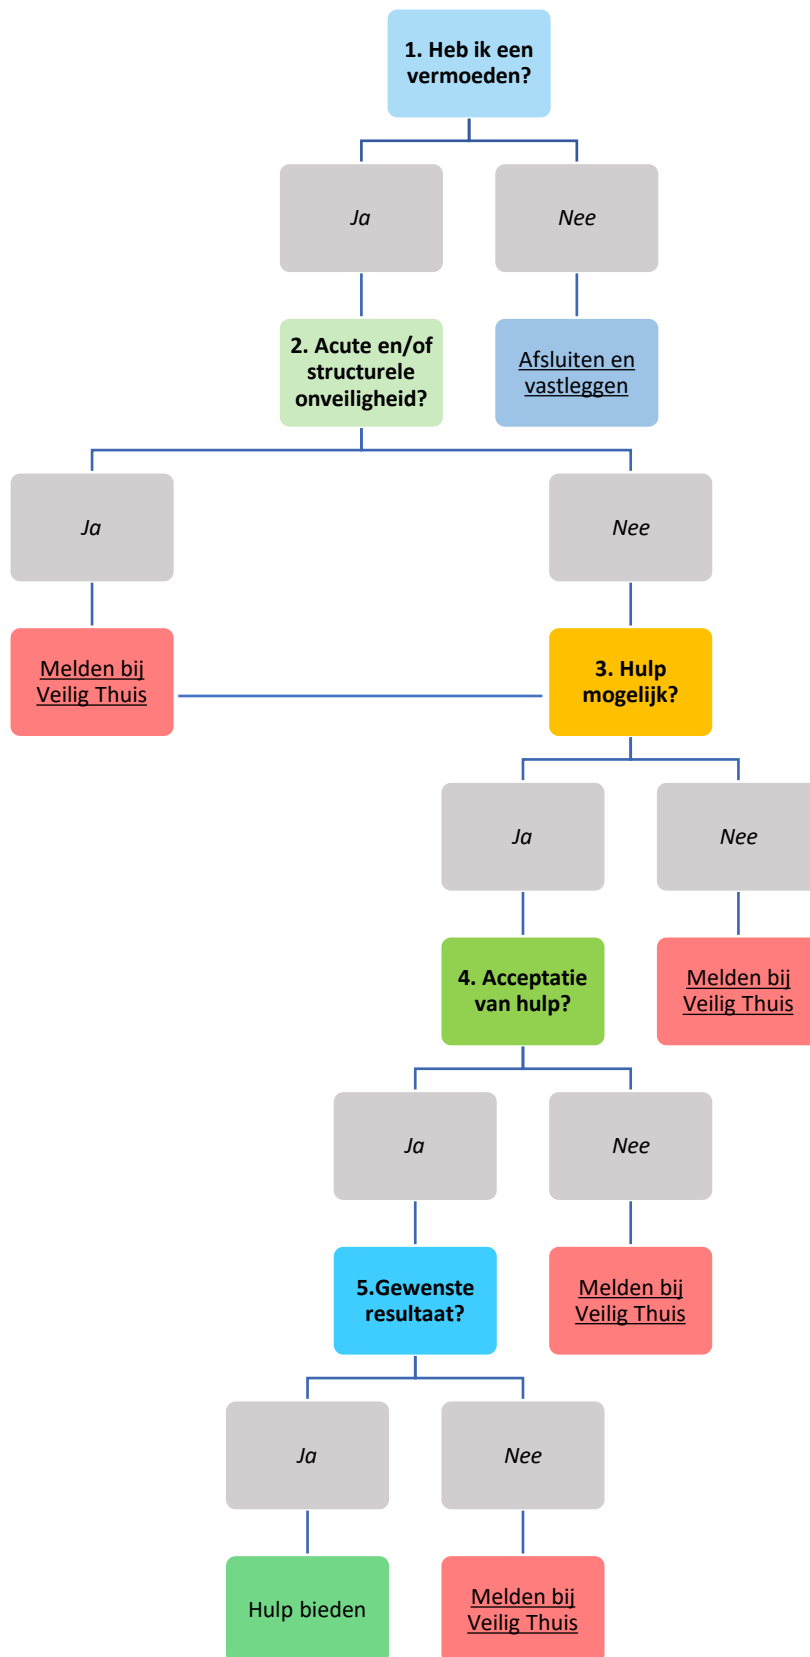 1. Heb ik een
vermoeden?
Ja
Nee
2. Acute en/of
structurele
onveiligheid?
Afsluiten en
vastleggen
Ja
Nee
Melden bij
Veilig Thuis
3. Hulp
mogelijk?
Ja
Nee
4. Acceptatie
van hulp?
Melden bij
Veilig Thuis
Ja
Nee
5.Gewenste
resultaat?
Melden bij
Veilig Thuis
Ja
Nee
Hulp bieden
Melden bij
Veilig Thuis